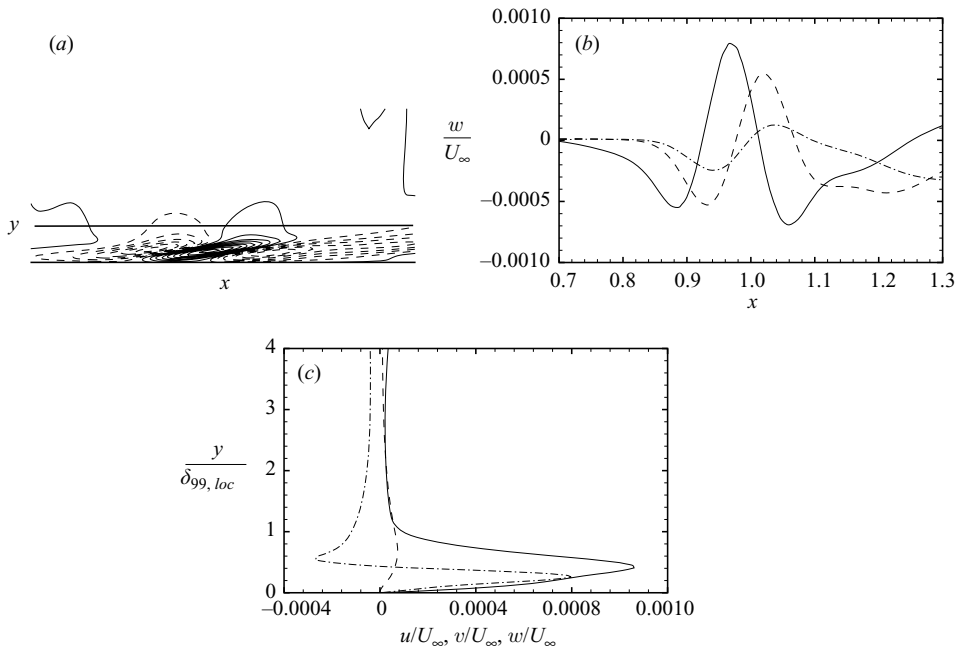 (a)
y
x
(b)
w
U∞
0.0010
0.0005
0
−0.0005
−0.0010
0.7 0.8 0.9 1.0 1.1 1.2 1.3
x
(c)
y
δ99, loc
4
3
2
1
0
−0.0004 0 0.0004 0.0008 0.0010
u/U∞, v/U∞, w/U∞